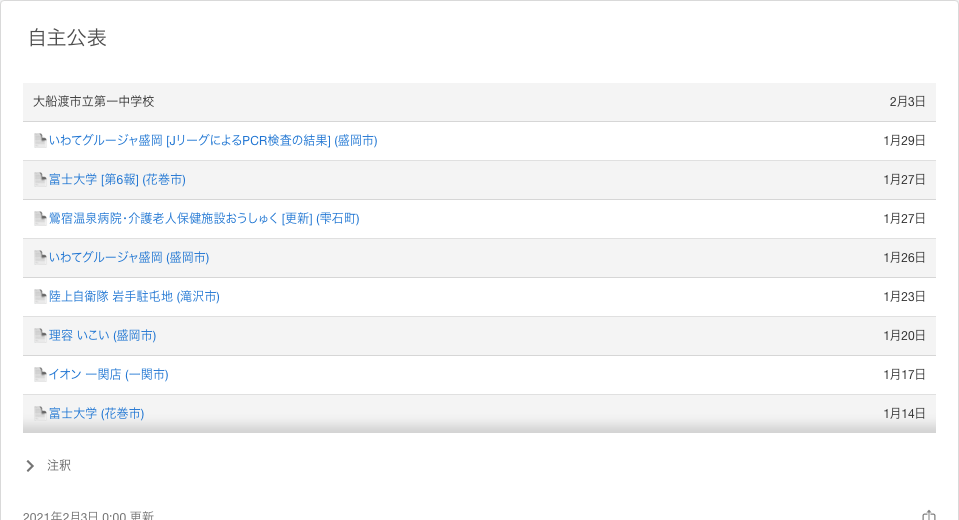 自主公表
大船渡市立第一中学校 2月3日
いわてグルージャ盛岡 [JリーグによるPCR検査の結果] (盛岡市) 1月29日
富士大学 [第6報] (花巻市) 1月27日
鶯宿温泉病院・介護老人保健施設おうしゅく [更新] (雫石町) 1月27日
いわてグルージャ盛岡 (盛岡市) 1月26日
陸上自衛隊 岩手駐屯地 (滝沢市) 1月23日
理容 いこい (盛岡市) 1月20日
イオン 一関店 (一関市) 1月17日
富士大学 (花巻市) 1月14日
注釈
2021年2月3日 0:00 更新